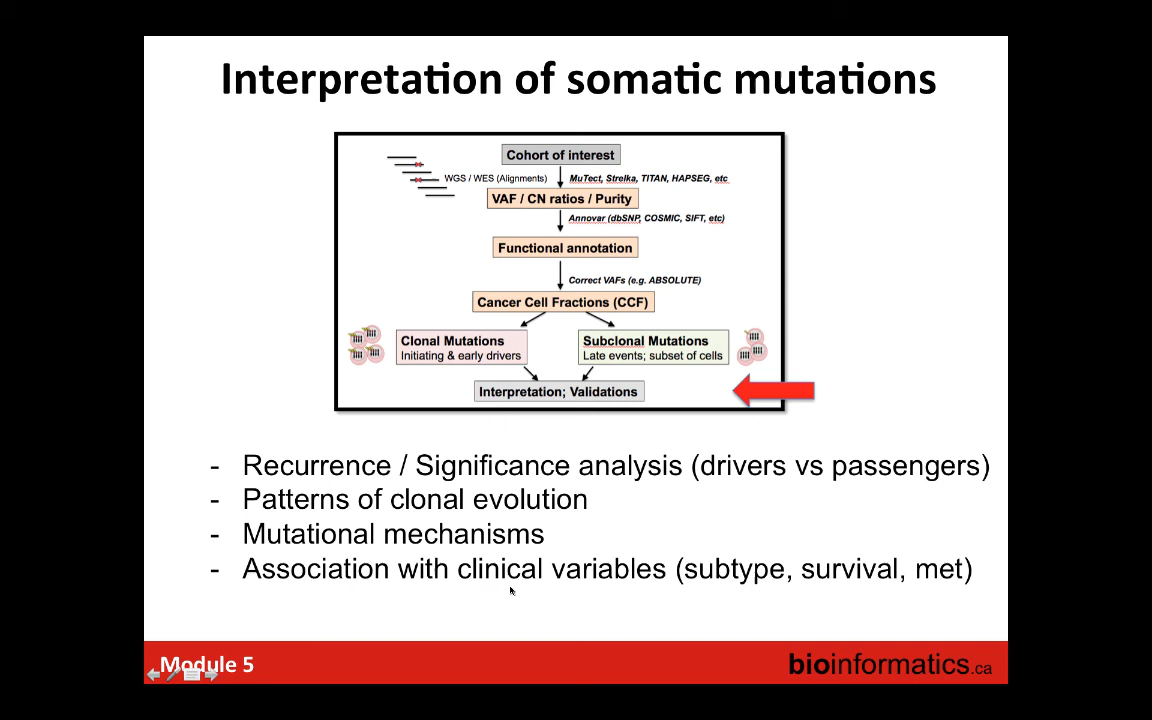 Interpretation of somatic mutations
Cohort of interest
WGS / WES (Alignments)
MuTect, Strelka, TITAN, HAPSEG, etc
VAF / CN ratios / Purity
Annovar (dbSNP, COSMIC, SIFT, etc)
Functional annotation
Correct VAFs (e.g. ABSOLUTE)
Cancer Cell Fractions (CCF)
Clonal Mutations
Initiating & early drivers
Subclonal Mutations
Late events; subset of cells
Interpretation; Validations
- Recurrence / Significance analysis (drivers vs passengers)
- Patterns of clonal evolution
- Mutational mechanisms
- Association with clinical variables (subtype, survival, met)
Module 5
bioinformatics.ca